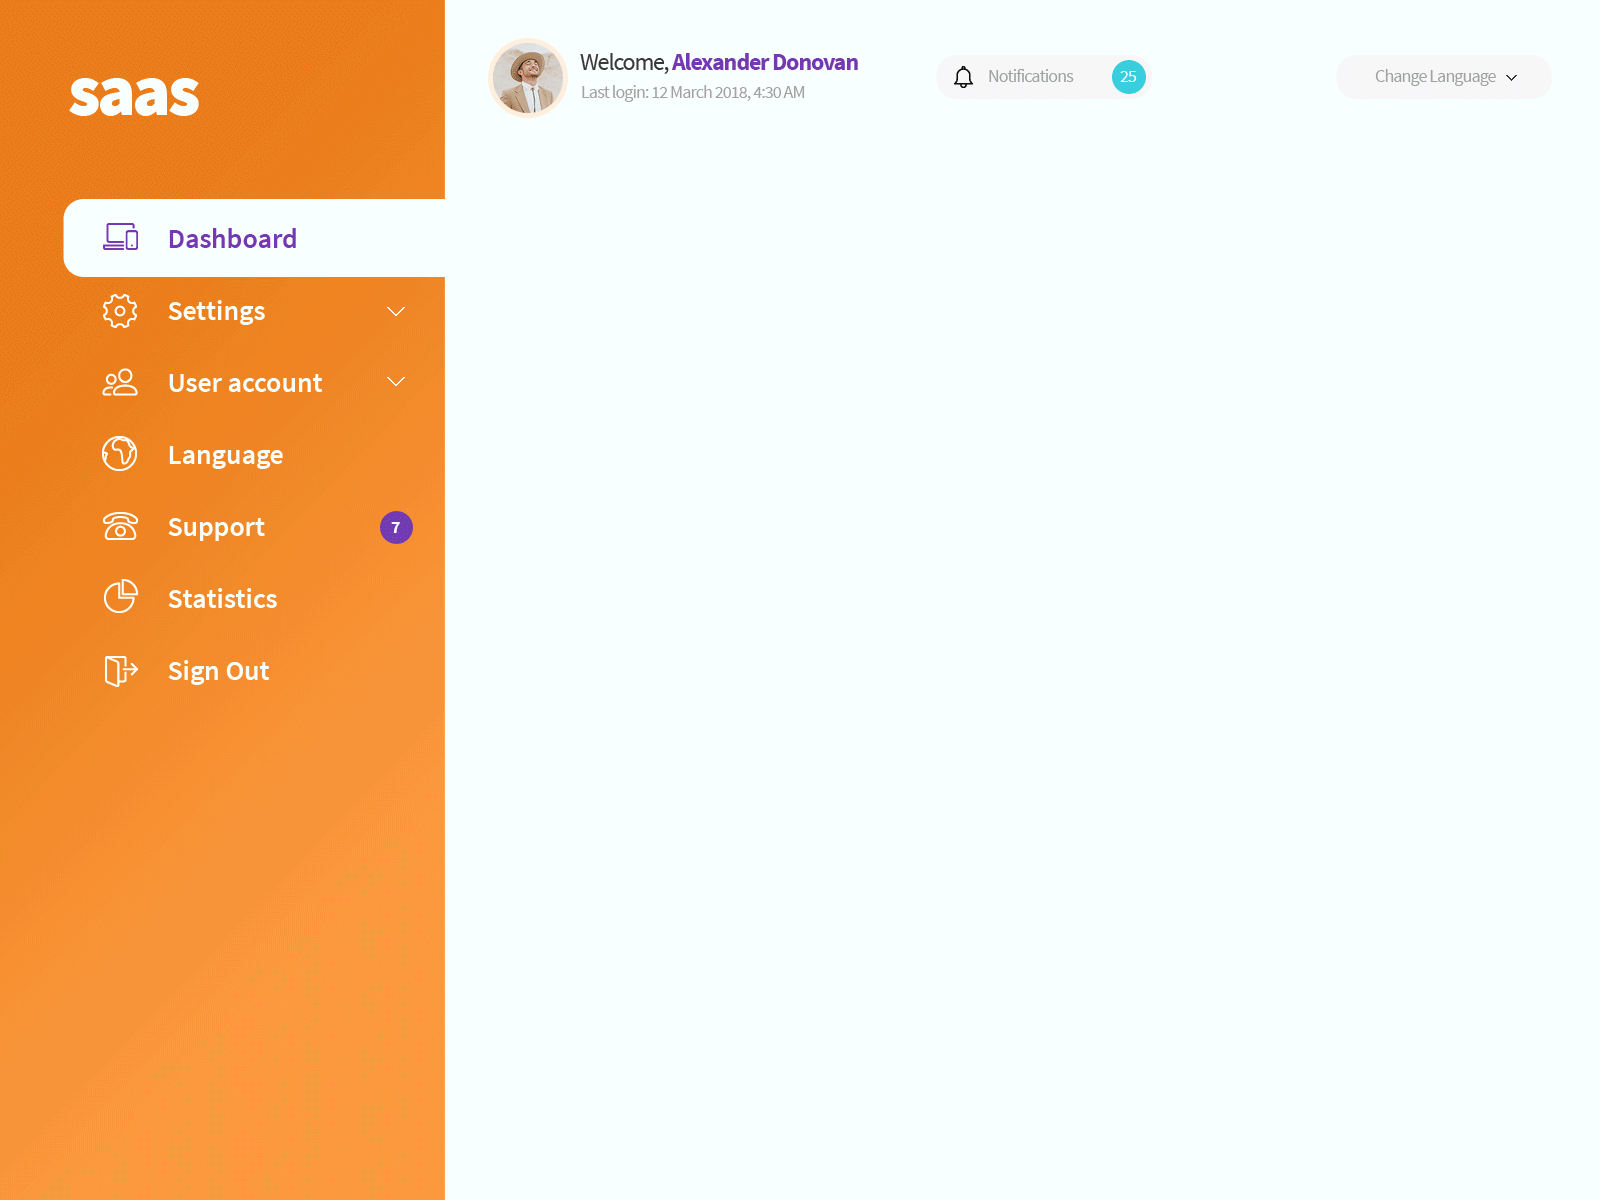 saas
Dashboard
Settings
User account
Language
Support 7
Statistics
Sign Out
Welcome, Alexander Donovan
Last login: 12 March 2018, 4:30 AM
Notifications 25
Change Language